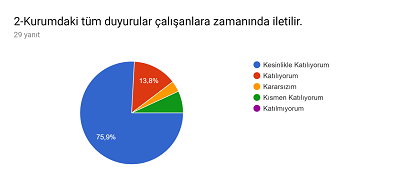 2-Kurumdaki tüm duyurular çalışanlara zamanında iletilir.
29 yanıt
Kesinlikle Katılıyorum
Katılıyorum
Kararsızım
Kısmen Katılıyorum
Katılmıyorum
13,8%
75,9%